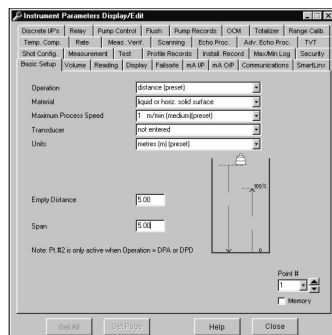 Instrument Parameters Display/Edit
Discrete I/P's Relay Pump Control Flush Pump Records OCM Totalizer Range Calib.
Temp. Comp. Rate Meas. Verif. Scanning Echo Proc. Adv. Echo Proc. TVT
Shot Config. Measurement Test Profile Records Install. Record Max/Min Log Security
Basic Setup Volume Reading Display Failsafe mA I/P mA O/P Communications SmartLinx
Operation distance (preset)
Material liquid or horiz. solid surface
Maximum Process Speed 1 m/min (medium)(preset)
Transducer not entered
Units metres (m) (preset)
100%
Empty Distance 5.00
Span 5.00
0
Note: Pt.#2 is only active when Operation = DPA or DPD
Point #
1
Memory
Get All Get Page Help Close